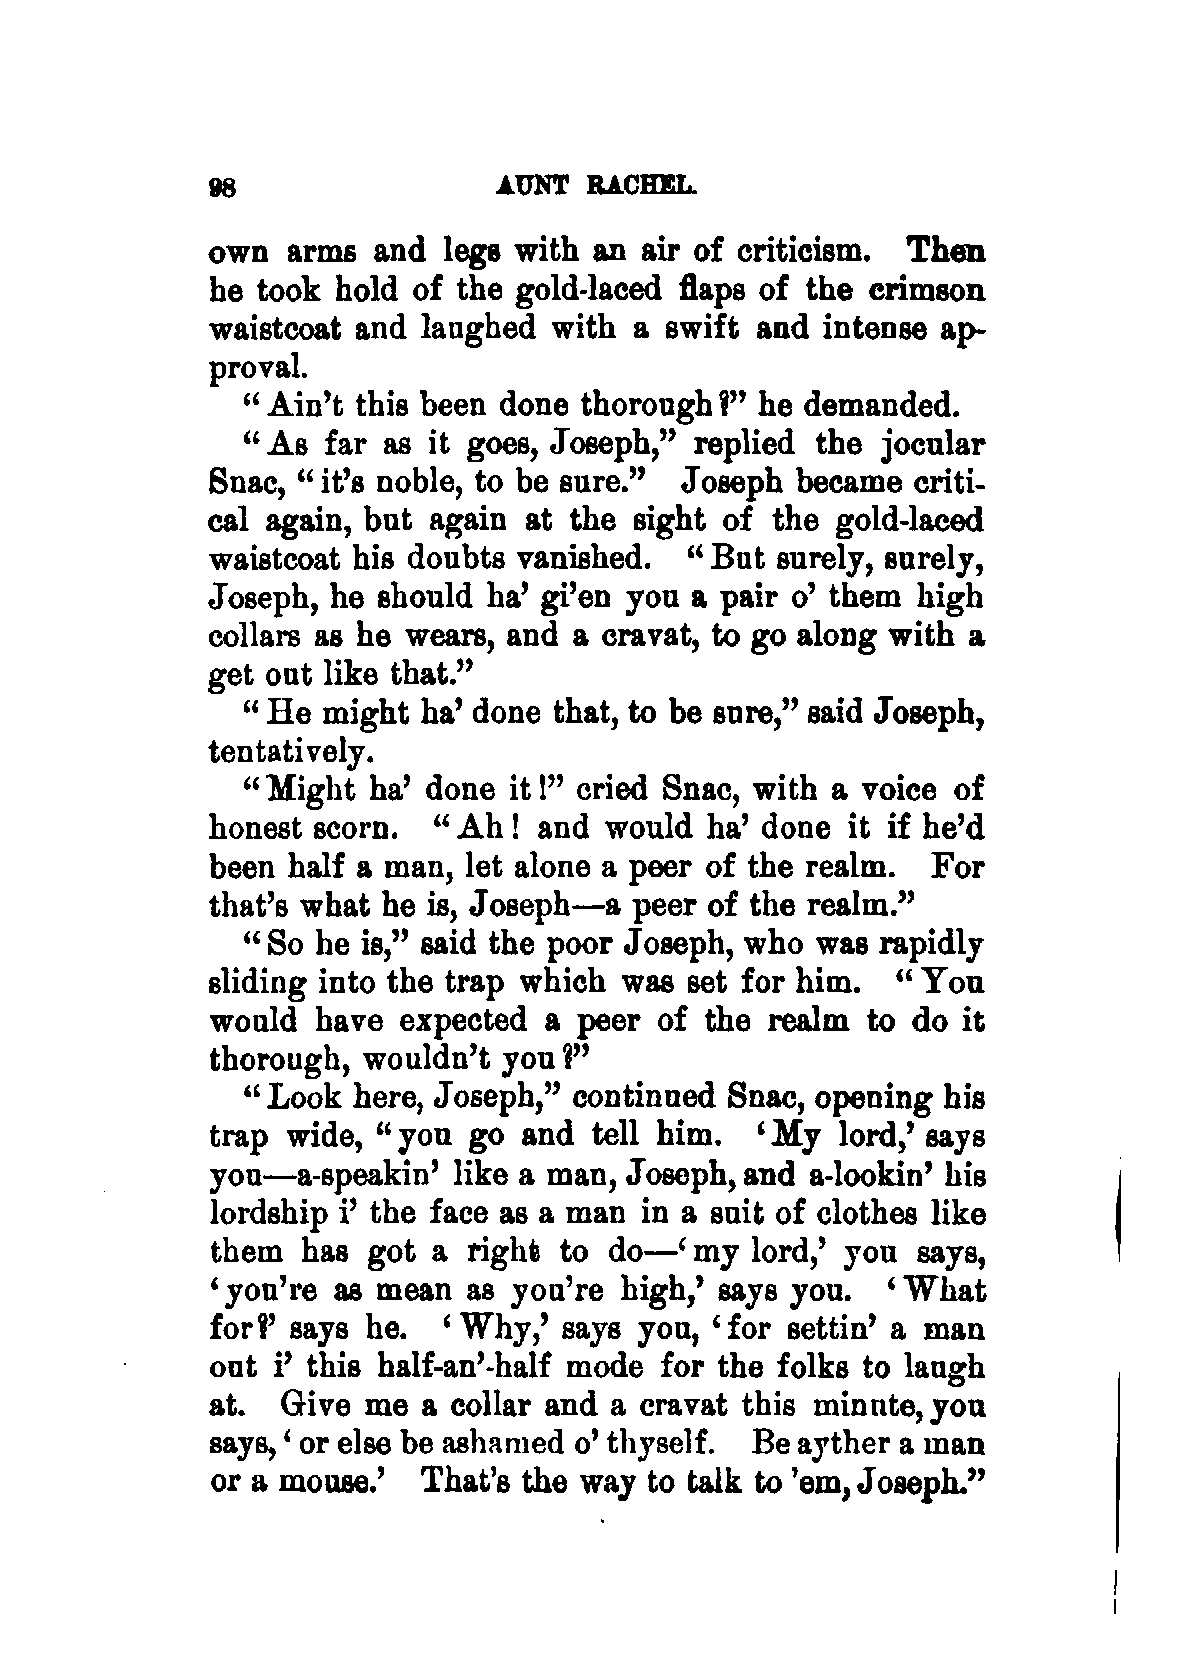 98 AUNT RACHEL.
own arms and legs with an air of criticism. Then
he took hold of the gold-laced flaps of the crimson
waistcoat and laughed with a swift and intense ap-
proval.
“Ain’t this been done thorough?” he demanded.
“As far as it goes, Joseph,” replied the jocular
Snac, “it’s noble, to be sure.” Joseph became criti-
cal again, but again at the sight of the gold-laced
waistcoat his doubts vanished. “But surely, surely,
Joseph, he should ha’ gi’en you a pair o’ them high
collars as he wears, and a cravat, to go along with a
get out like that.”
“He might ha’ done that, to be sure,” said Joseph,
tentatively.
“Might ha’ done it!” cried Snac, with a voice of
honest scorn. “Ah! and would ha’ done it if he’d
been half a man, let alone a peer of the realm. For
that’s what he is, Joseph—a peer of the realm.”
“So he is,” said the poor Joseph, who was rapidly
sliding into the trap which was set for him. “You
would have expected a peer of the realm to do it
thorough, wouldn’t you?”
“Look here, Joseph,” continued Snac, opening his
trap wide, “you go and tell him. ‘My lord,’ says
you—a-speakin’ like a man, Joseph, and a-lookin’ his
lordship i’ the face as a man in a suit of clothes like
them has got a right to do—‘my lord,’ you says,
‘you’re as mean as you’re high,’ says you. ‘What
for?’ says he. ‘Why,’ says you, ‘for settin’ a man
out i’ this half-an’-half mode for the folks to laugh
at. Give me a collar and a cravat this minute, you
says, ‘ or else be ashamed o’ thyself. Be ayther a man
or a mouse.’ That’s the way to talk to ’em, Joseph.”